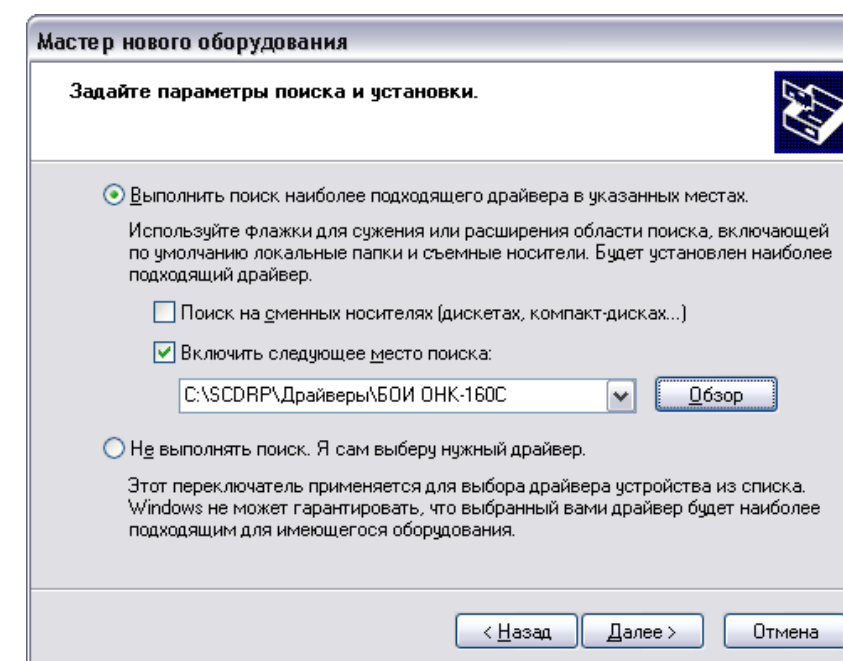 Мастер нового оборудования
Задайте параметры поиска и установки.
Выполнить поиск наиболее подходящего драйвера в указанных местах.
Используйте флажки для сужения или расширения области поиска, включающей
по умолчанию локальные папки и съемные носители. Будет установлен наиболее
подходящий драйвер.
Поиск на сменных носителях (дискетах, компакт-дисках...)
Включить следующее место поиска:
C:\SCDRP\Драйверы\БОИ ОНК-160С
Обзор
Не выполнять поиск. Я сам выберу нужный драйвер.
Этот переключатель применяется для выбора драйвера устройства из списка.
Windows не может гарантировать, что выбранный вами драйвер будет наиболее
подходящим для имеющегося оборудования.
< Назад Далее > Отмена